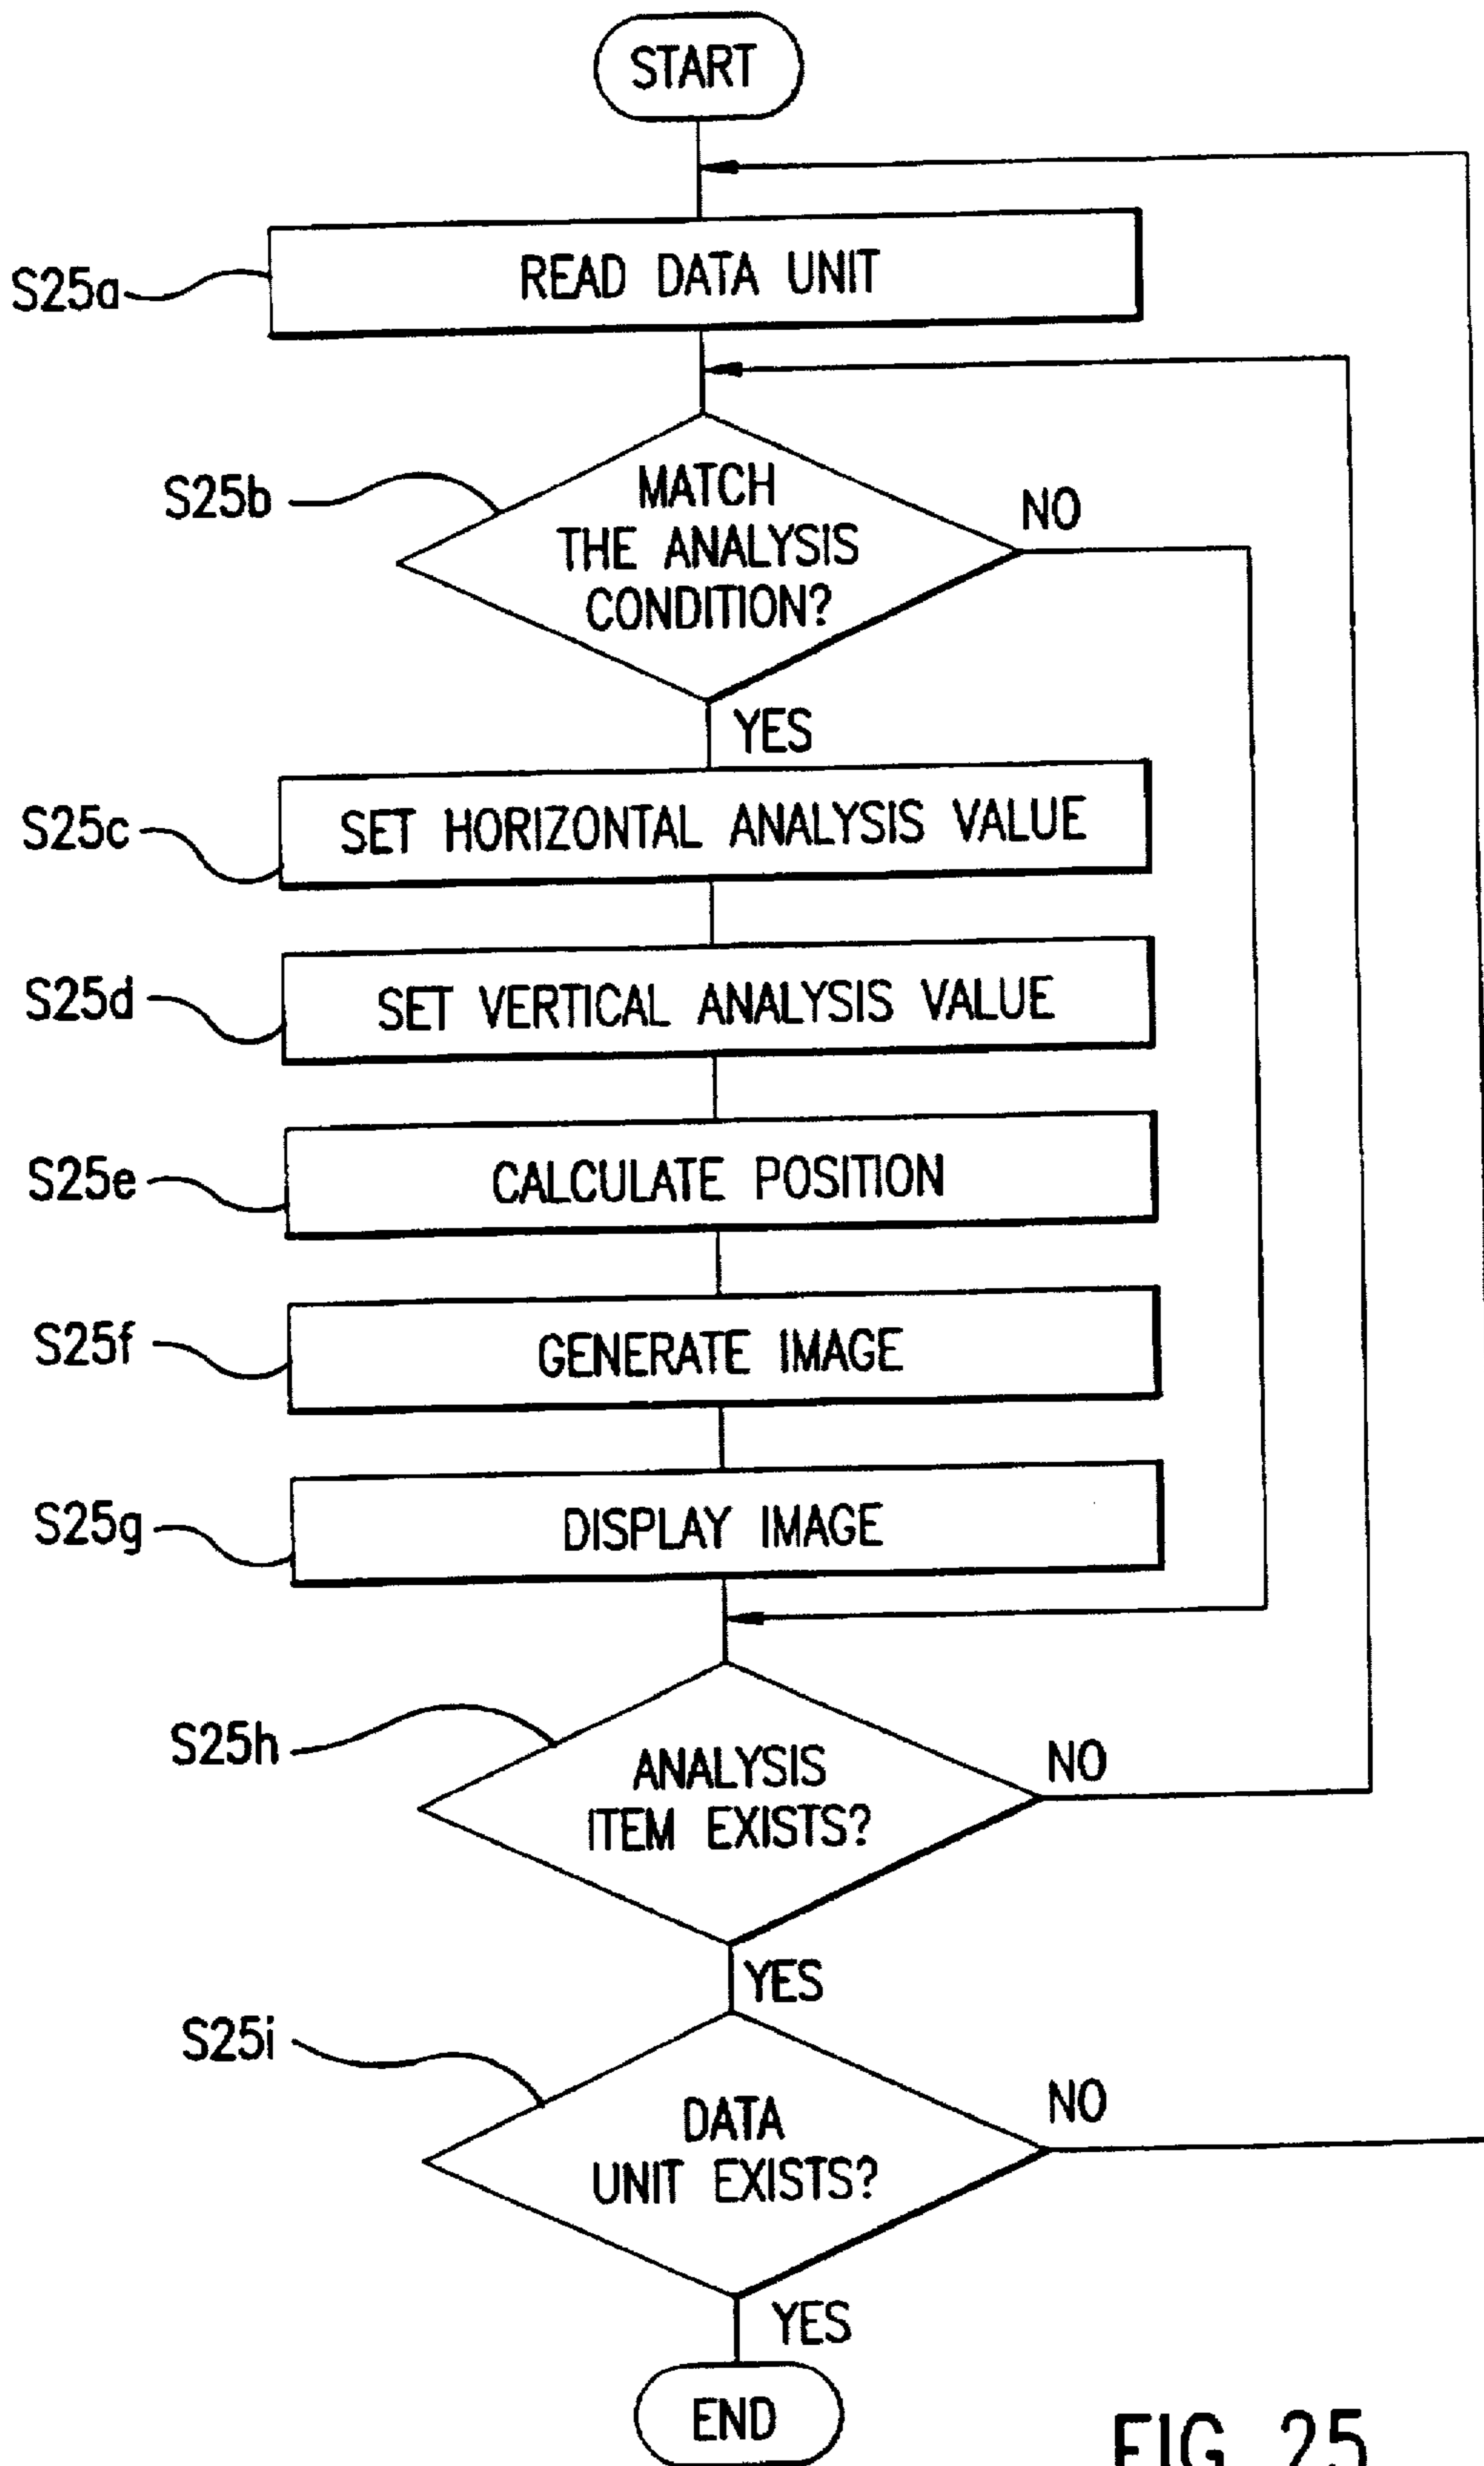 START
S25a
READ DATA UNIT
S25b
MATCH
THE ANALYSIS
CONDITION?
NO
YES
S25c
SET HORIZONTAL ANALYSIS VALUE
S25d
SET VERTICAL ANALYSIS VALUE
S25e
CALCULATE POSITION
S25f
GENERATE IMAGE
S25g
DISPLAY IMAGE
S25h
ANALYSIS
ITEM EXISTS?
NO
YES
S25i
DATA
UNIT EXISTS?
NO
YES
END
FIG. 25